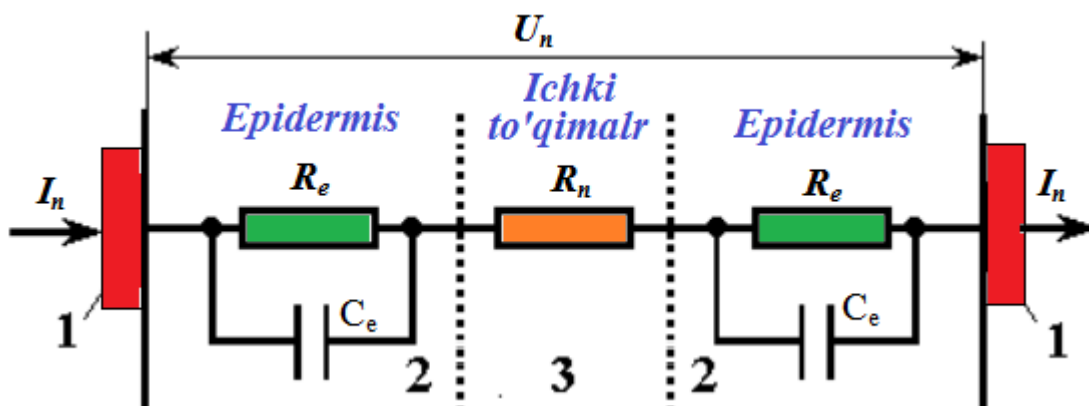 Uₙ
Epidermis
Ichki
to'qimalr
Epidermis
Iₙ
Rₑ
Rₙ
Rₑ
Iₙ
Cₑ
Cₑ
1
2
3
2
1